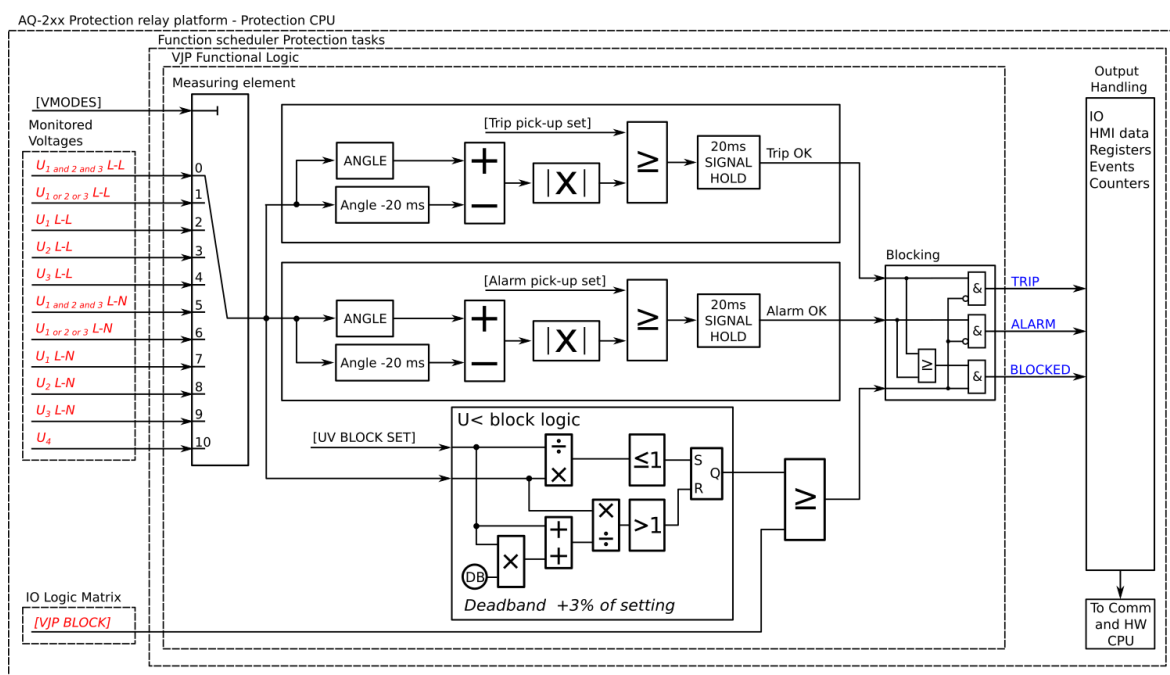 AQ-2xx Protection relay platform - Protection CPU
Function scheduler Protection tasks
VJP Functional Logic
Measuring element
[VMODES]
Monitored
Voltages
U1 and 2 and 3 L-L
U1 or 2 or 3 L-L
U1 L-L
U2 L-L
U3 L-L
U1 and 2 and 3 L-N
U1 or 2 or 3 L-N
U1 L-N
U2 L-N
U3 L-N
U4
0
1
2
3
4
5
6
7
8
9
10
[Trip pick-up set]
ANGLE
Angle -20 ms
+
−
|X|
≥
20ms
SIGNAL
HOLD
Trip OK
[Alarm pick-up set]
ANGLE
Angle -20 ms
+
−
|X|
≥
20ms
SIGNAL
HOLD
Alarm OK
U< block logic
[UV BLOCK SET]
÷
×
≤1
S
Q
R
×
÷
>1
+
+
×
DB
Deadband +3% of setting
≥
Blocking
&
&
≥
&
TRIP
ALARM
BLOCKED
Output
Handling
IO
HMI data
Registers
Events
Counters
To Comm
and HW
CPU
IO Logic Matrix
[VJP BLOCK]